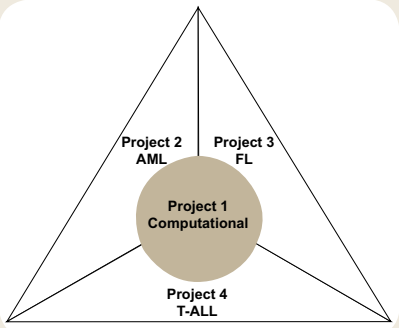 Project 2
AML
Project 3
FL
Project 1
Computational
Project 4
T-ALL